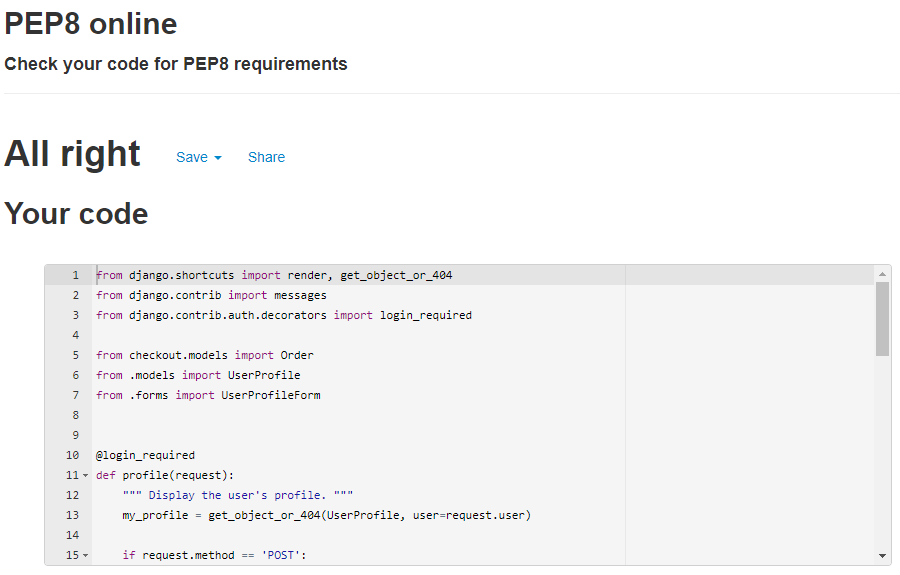 PEP8 online
Check your code for PEP8 requirements
All right Save Share
Your code
1 from django.shortcuts import render, get_object_or_404
2 from django.contrib import messages
3 from django.contrib.auth.decorators import login_required
4
5 from checkout.models import Order
6 from .models import UserProfile
7 from .forms import UserProfileForm
8
9
10 @login_required
11 def profile(request):
12     """ Display the user's profile. """
13     my_profile = get_object_or_404(UserProfile, user=request.user)
14
15     if request.method == 'POST':